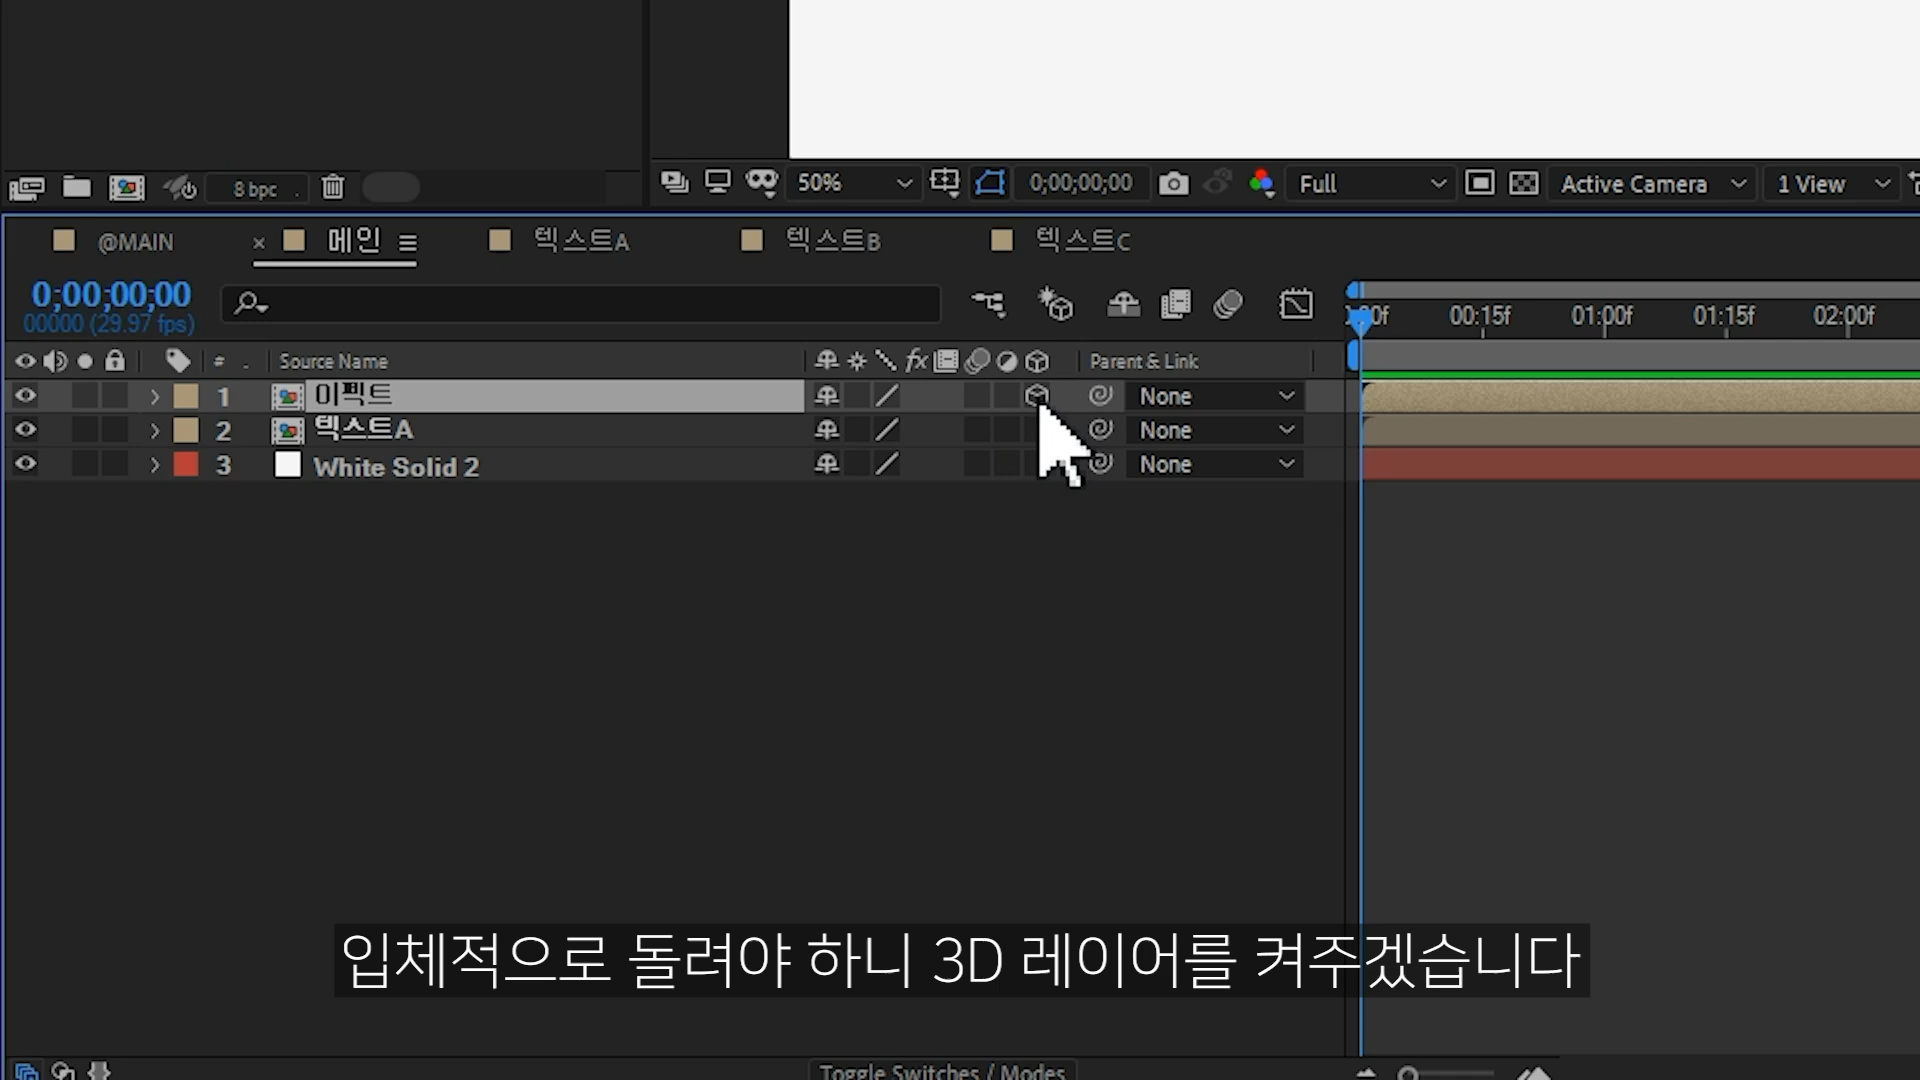 8 bpc
50%
0;00;00;00
Full
Active Camera
1 View
@MAIN
메인
텍스트A
텍스트B
텍스트C
0;00;00;00
00000 (29.97 fps)
00:15f
01:00f
01:15f
02:00f
#
Source Name
fx
Parent & Link
1
이펙트
None
2
텍스트A
None
3
White Solid 2
None
입체적으로 돌려야 하니 3D 레이어를 켜주겠습니다
Toggle Switches / Modes